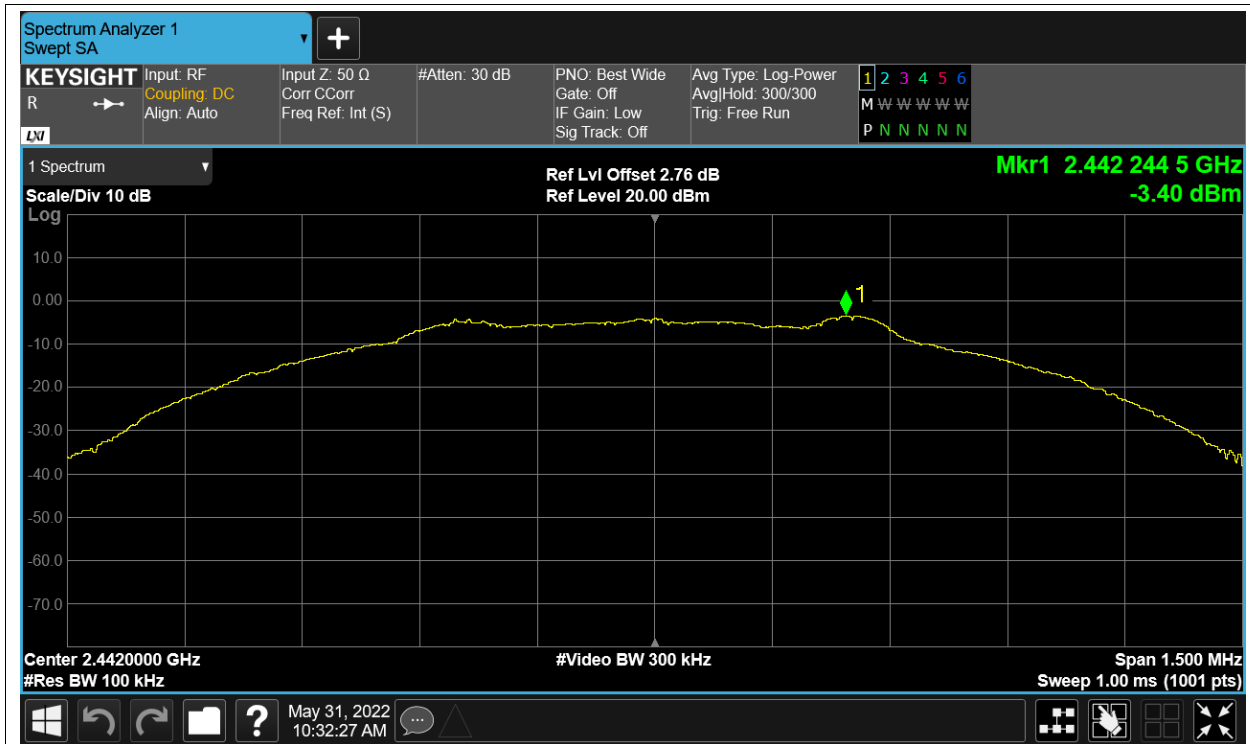 Spectrum Analyzer 1
Swept SA
KEYSIGHT
R
LXI
Input: RF
Coupling: DC
Align: Auto
Input Z: 50 Ω
Corr CCorr
Freq Ref: Int (S)
#Atten: 30 dB
PNO: Best Wide
Gate: Off
IF Gain: Low
Sig Track: Off
Avg Type: Log-Power
Avg|Hold: 300/300
Trig: Free Run
1 2 3 4 5 6
M W W W W W
P N N N N N
1 Spectrum
Scale/Div 10 dB
Ref Lvl Offset 2.76 dB
Ref Level 20.00 dBm
Mkr1 2.442 244 5 GHz
-3.40 dBm
Log
10.0
0.00
-10.0
-20.0
-30.0
-40.0
-50.0
-60.0
-70.0
1
Center 2.4420000 GHz
#Res BW 100 kHz
#Video BW 300 kHz
Span 1.500 MHz
Sweep 1.00 ms (1001 pts)
?
May 31, 2022
10:32:27 AM